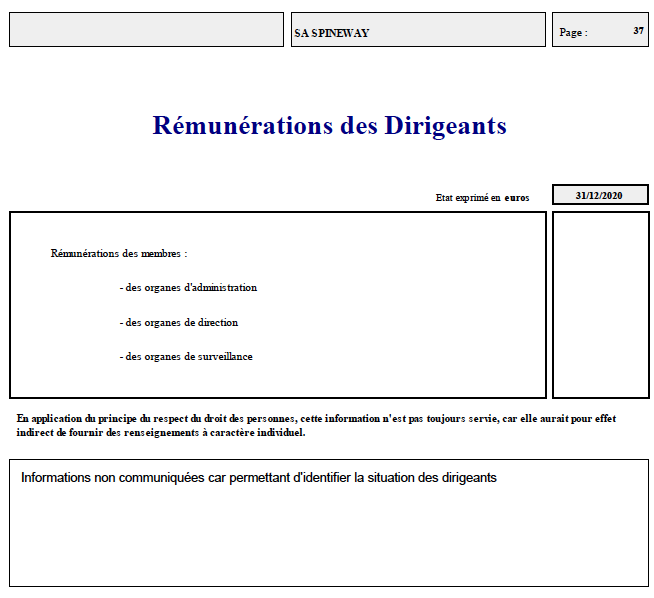 SA SPINEWAY
Page : 37
Rémunérations des Dirigeants
Etat exprimé en euros
31/12/2020
Rémunérations des membres :
- des organes d'administration
- des organes de direction
- des organes de surveillance
En application du principe du respect du droit des personnes, cette information n'est pas toujours servie, car elle aurait pour effet
indirect de fournir des renseignements à caractère individuel.
Informations non communiquées car permettant d'identifier la situation des dirigeants